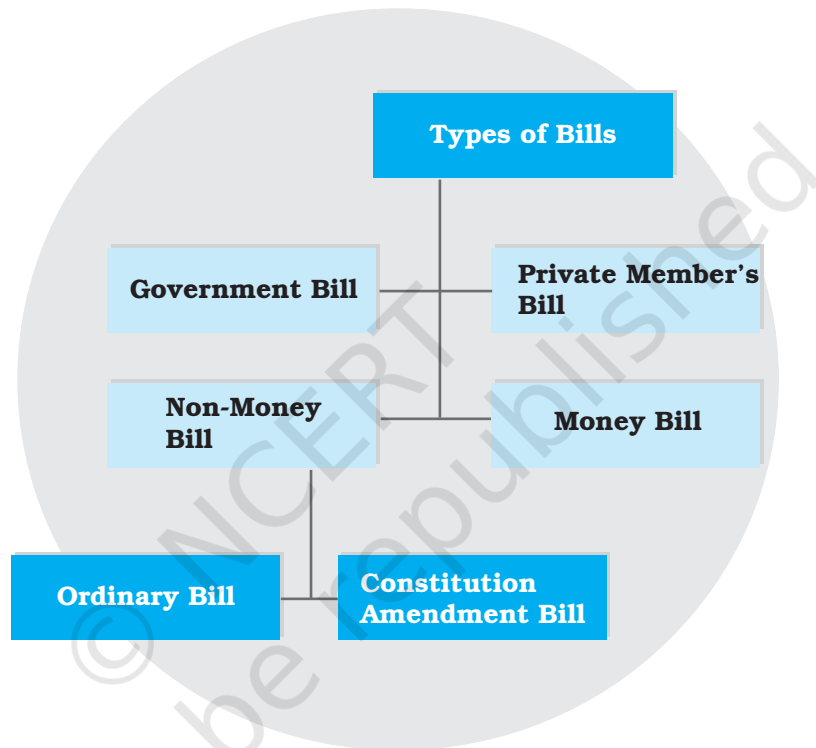 Types of Bills
Government Bill
Private Member's
Bill
Non-Money
Bill
Money Bill
Ordinary Bill
Constitution
Amendment Bill
© NCERT
be republished